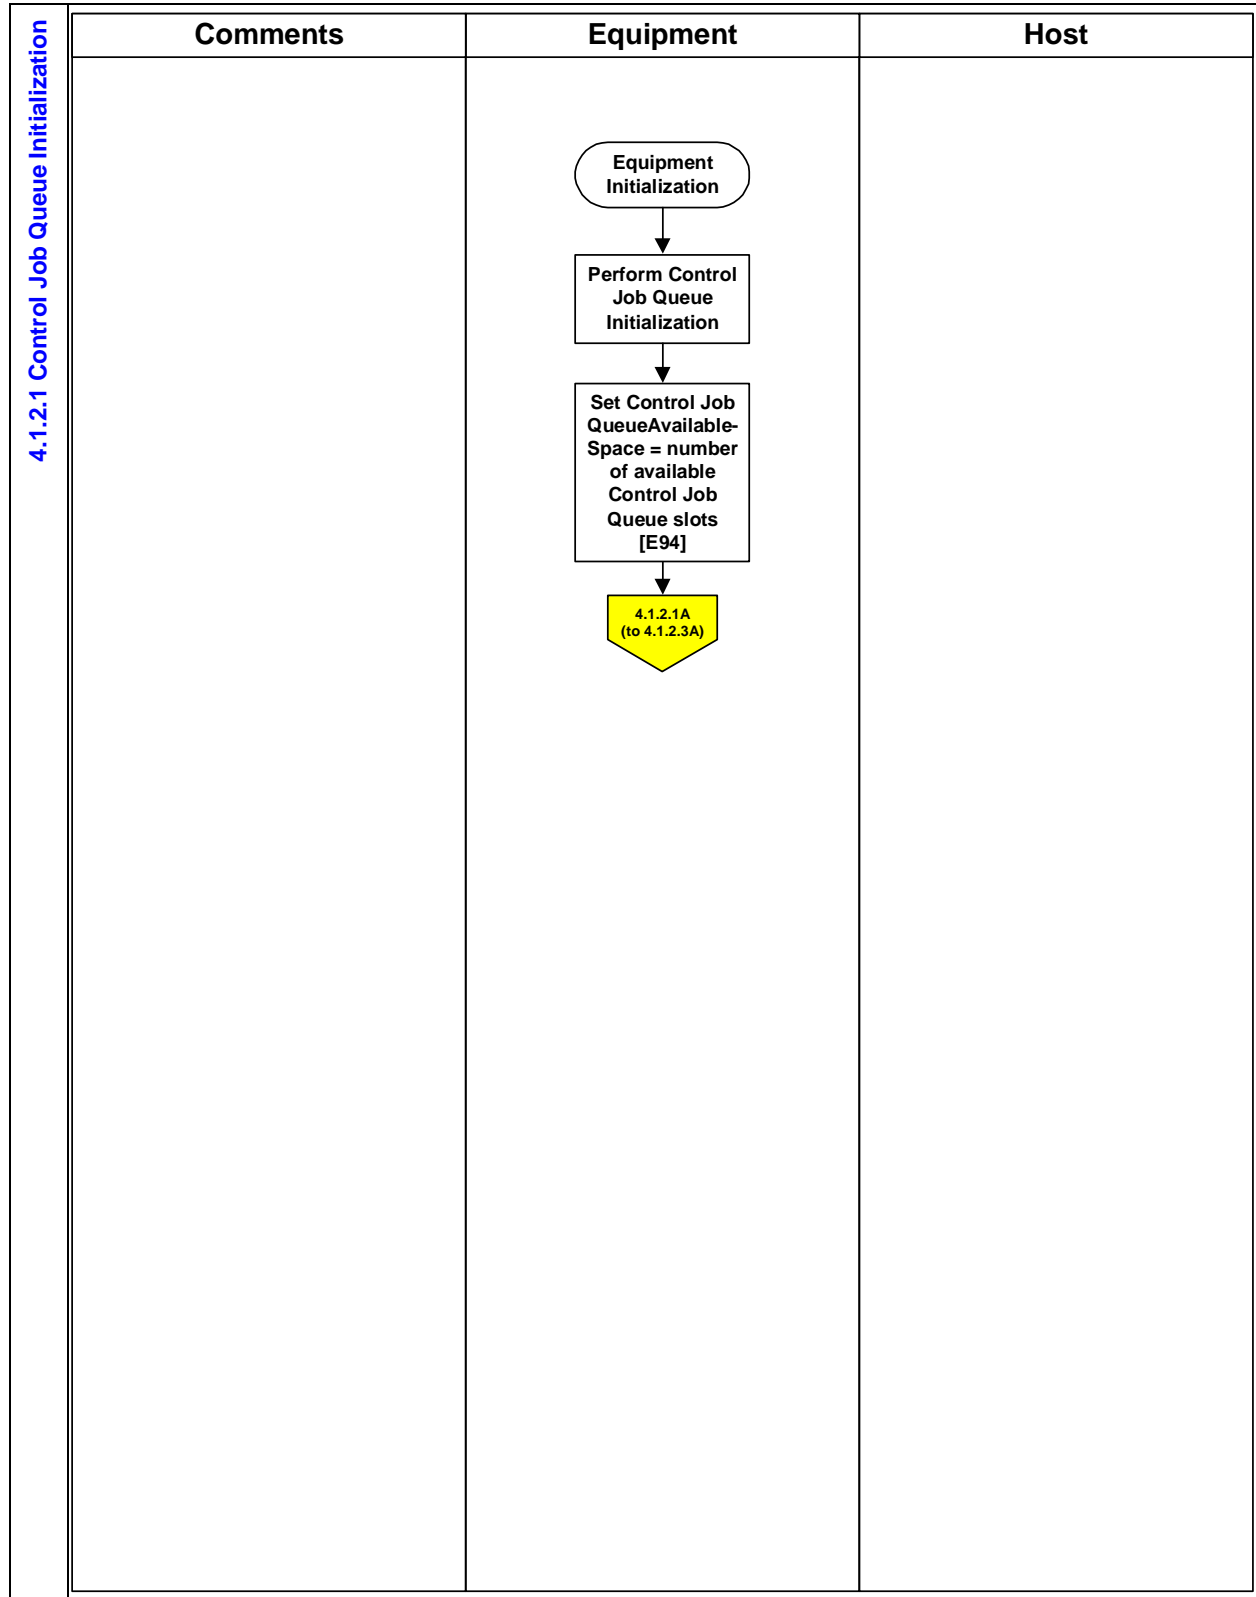 4.1.2.1 Control Job Queue Initialization
Comments
Equipment
Host
Equipment
Initialization
Perform Control
Job Queue
Initialization
Set Control Job
QueueAvailable-
Space = number
of available
Control Job
Queue slots
[E94]
4.1.2.1A
(to 4.1.2.3A)